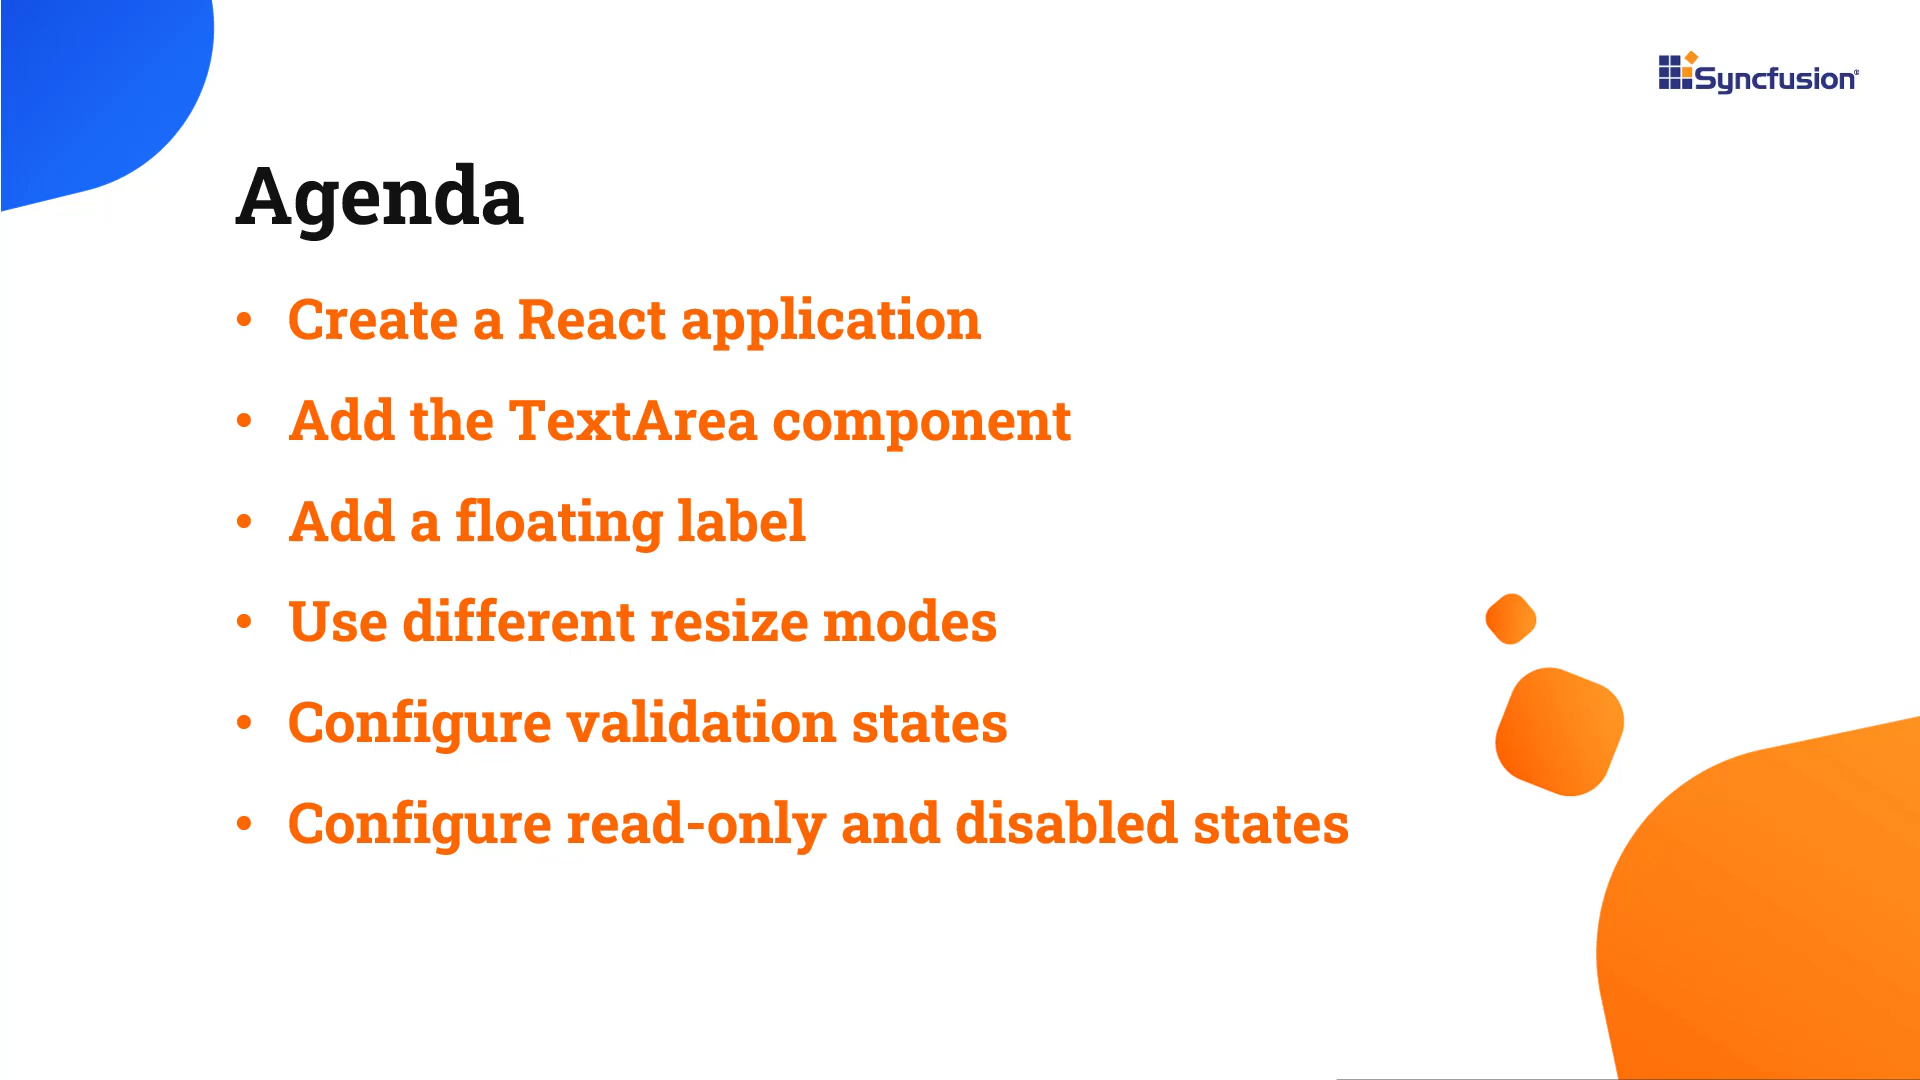 Syncfusion®
Agenda
• Create a React application
• Add the TextArea component
• Add a floating label
• Use different resize modes
• Configure validation states
• Configure read-only and disabled states